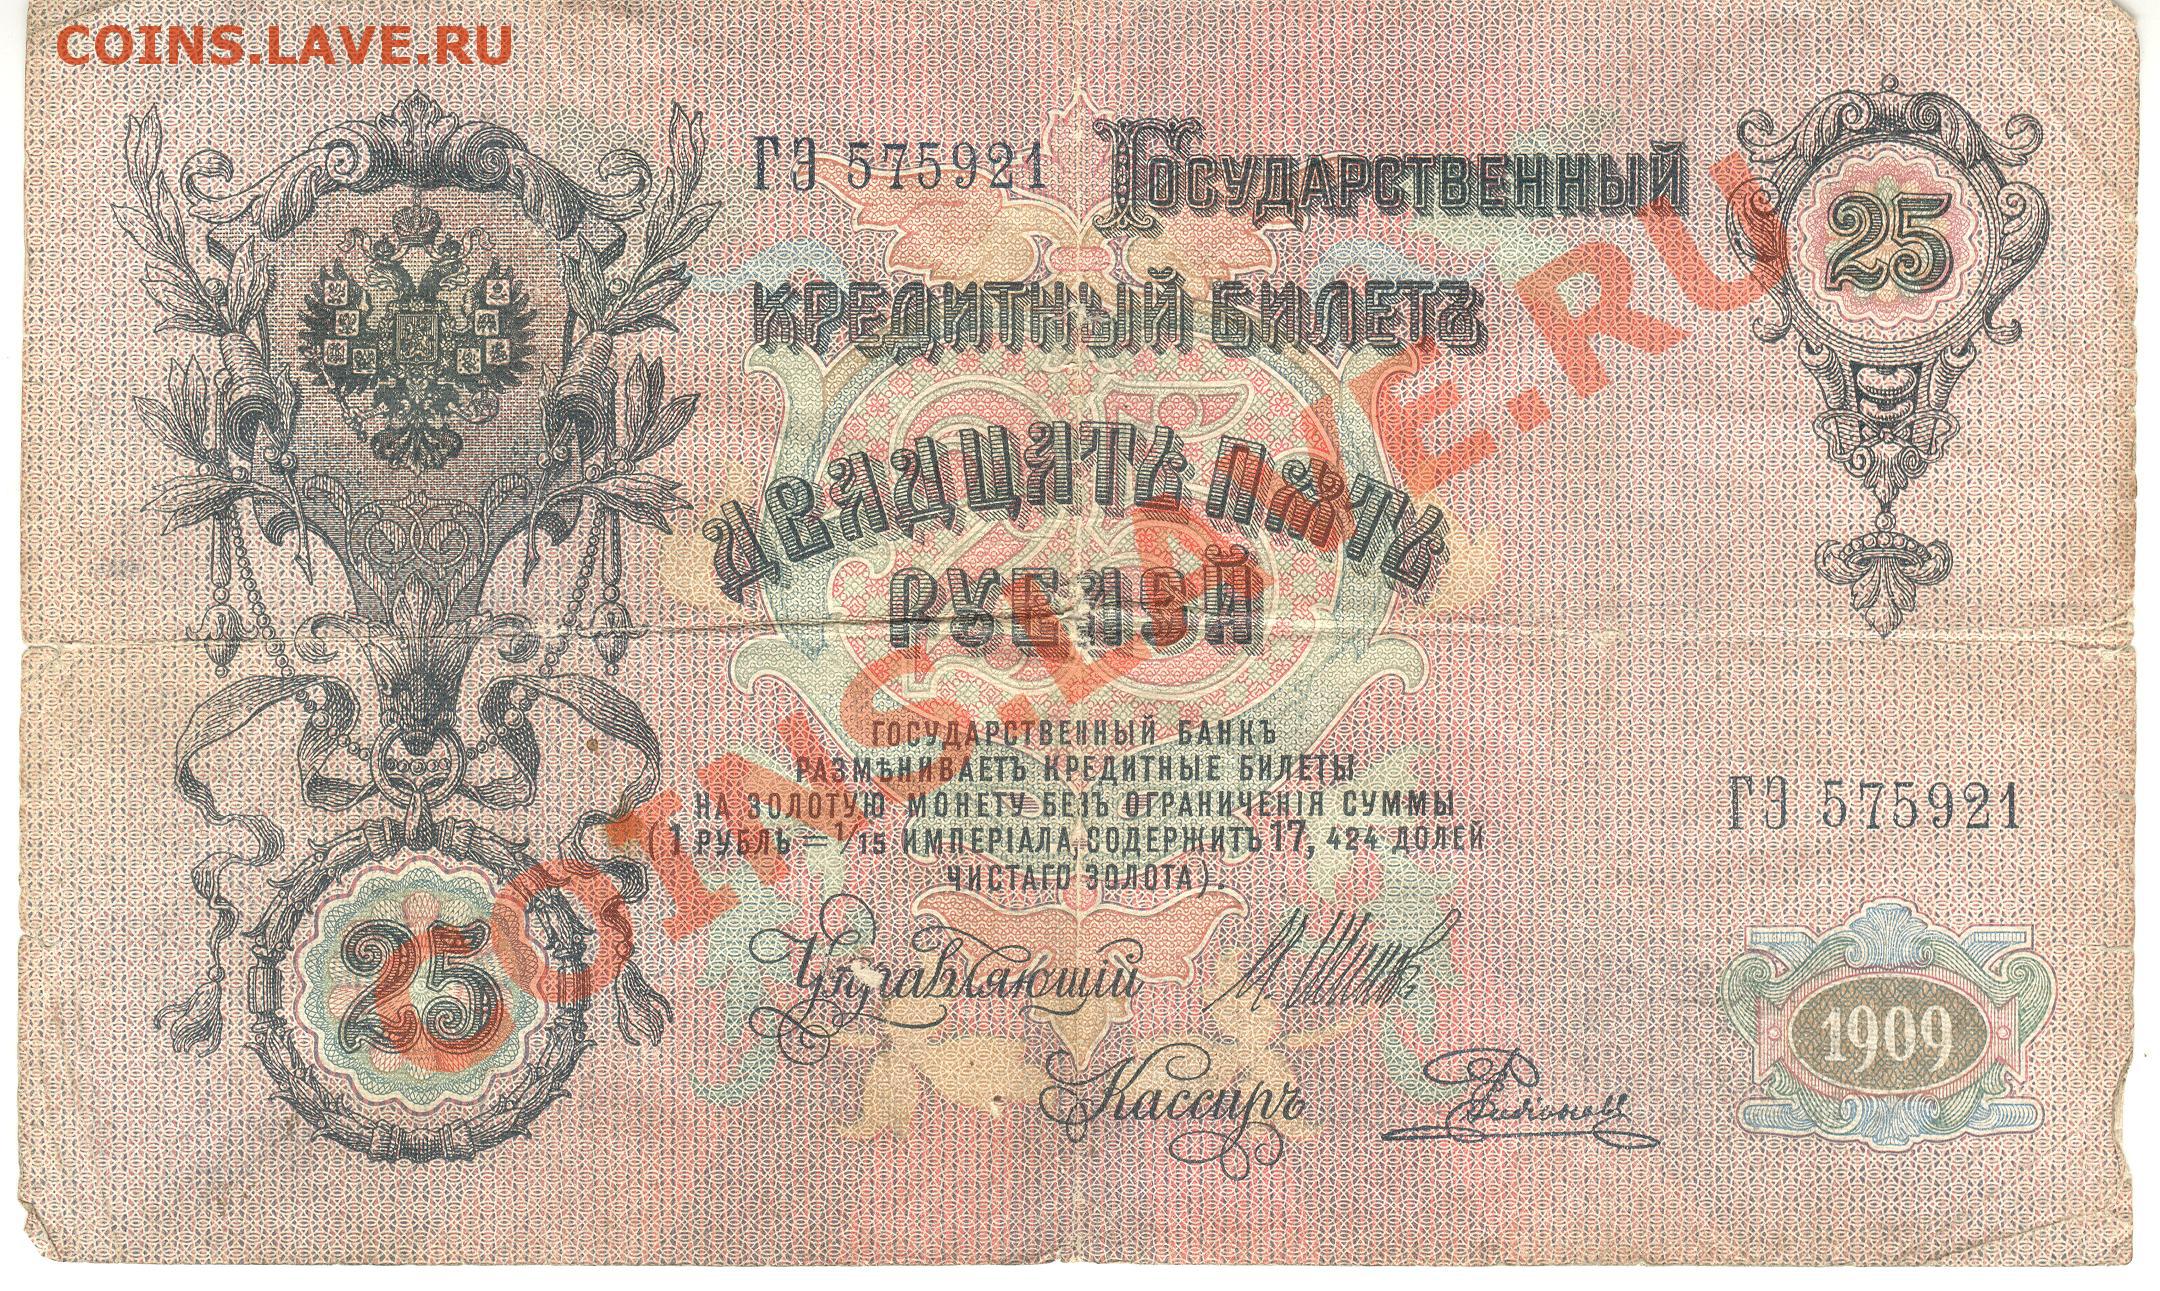 COINS.LAVE.RU
ГЭ 575921
ГОСУДАРСТВЕННЫЙ
25
КРЕДИТНЫЙ БИЛЕТЪ
ДВАДЦАТЬ ПЯТЬ
РУБЛЕЙ
ГОСУДАРСТВЕННЫЙ БАНКЪ
РАЗМѢНИВАЕТЪ КРЕДИТНЫЕ БИЛЕТЫ
НА ЗОЛОТУЮ МОНЕТУ БЕЗЪ ОГРАНИЧЕНІЯ СУММЫ
(1 РУБЛЬ = 1/15 ИМПЕРІАЛА, СОДЕРЖИТЪ 17, 424 ДОЛЕЙ
ЧИСТАГО ЗОЛОТА).
ГЭ 575921
25
Управляющій
Кассиръ
1909
COINS.LAVE.RU